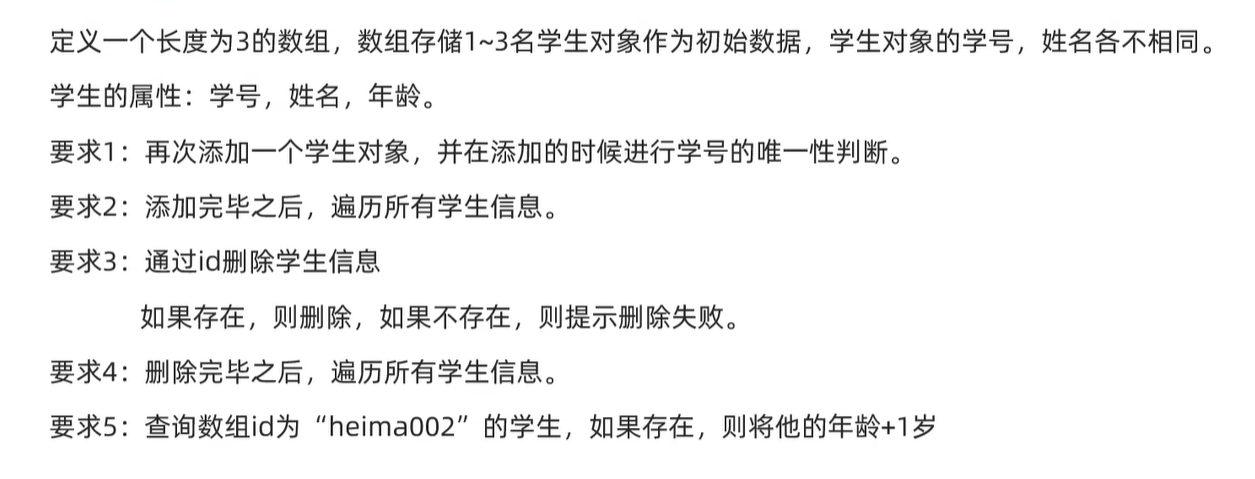 定义一个长度为3的数组，数组存储1~3名学生对象作为初始数据，学生对象的学号，姓名各不相同。
学生的属性：学号，姓名，年龄。
要求1：再次添加一个学生对象，并在添加的时候进行学号的唯一性判断。
要求2：添加完毕之后，遍历所有学生信息。
要求3：通过id删除学生信息
如果存在，则删除，如果不存在，则提示删除失败。
要求4：删除完毕之后，遍历所有学生信息。
要求5：查询数组id为“heima002”的学生，如果存在，则将他的年龄+1岁